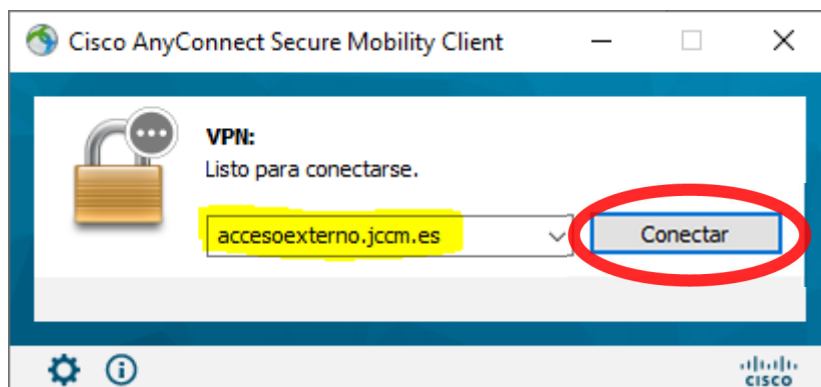 Cisco AnyConnect Secure Mobility Client
VPN:
Listo para conectarse.
accesoexterno.jccm.es
Conectar
CISCO